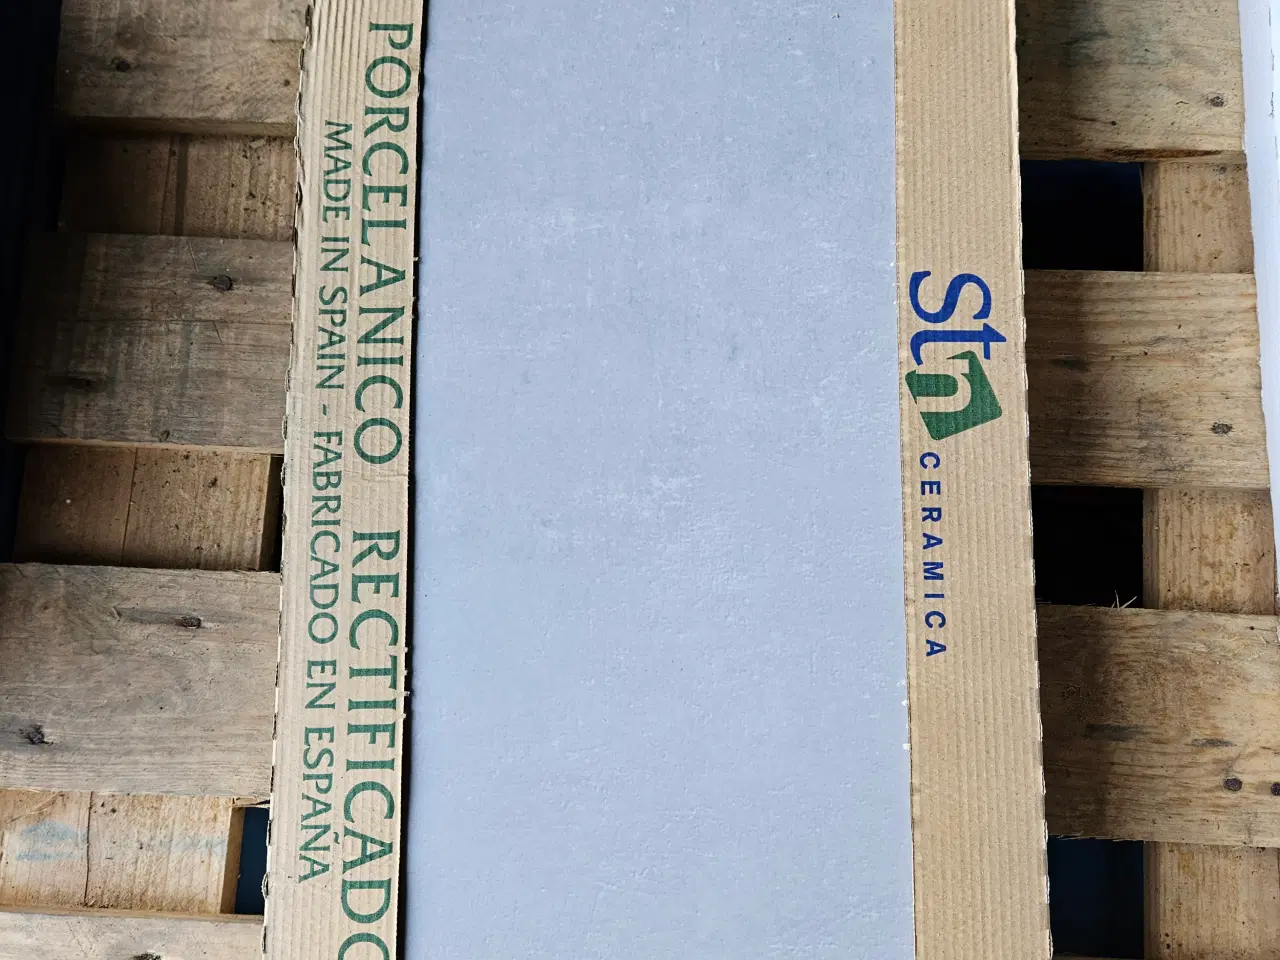 PORCELANICO RECTIFICADO
MADE IN SPAIN - FABRICADO EN ESPAÑA
Stn
CERAMICA